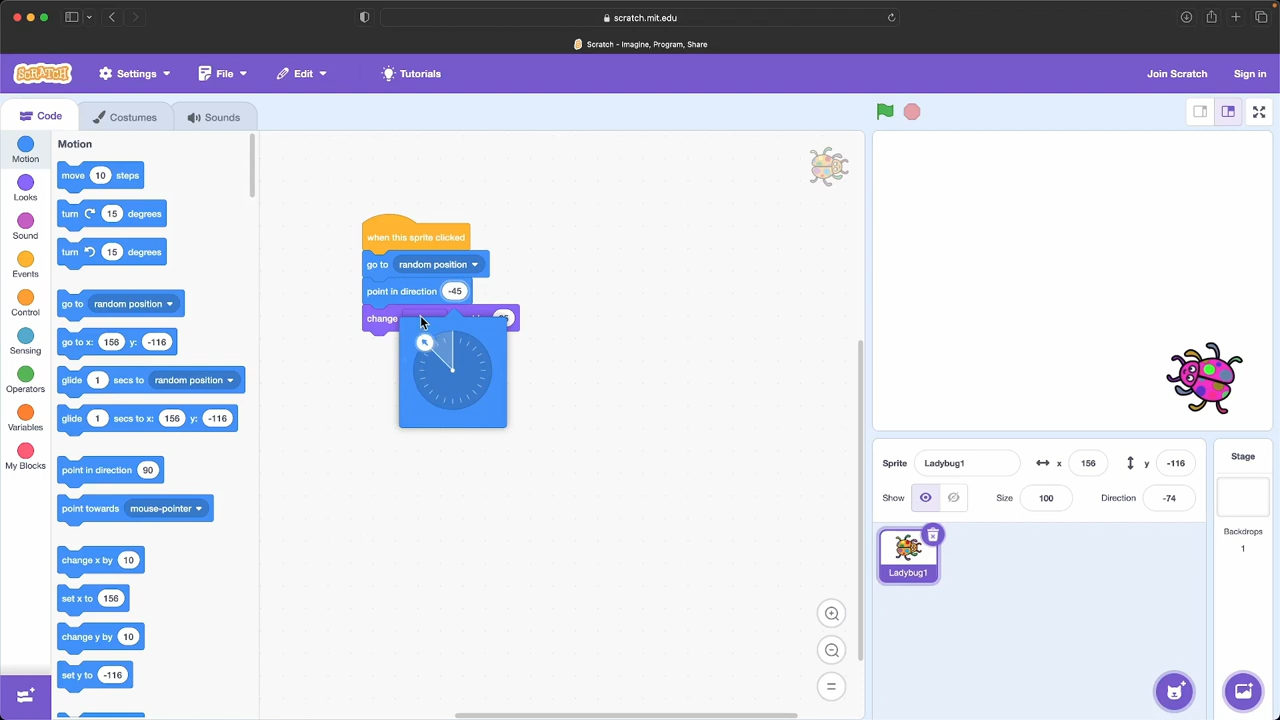 scratch.mit.edu
Scratch - Imagine, Program, Share
SCRATCH
Settings
File
Edit
Tutorials
Join Scratch
Sign in
Code
Costumes
Sounds
Motion
Looks
Sound
Events
Control
Sensing
Operators
Variables
My Blocks
Motion
move 10 steps
turn 15 degrees
turn 15 degrees
go to random position
go to x: 156 y: -116
glide 1 secs to random position
glide 1 secs to x: 156 y: -116
point in direction 90
point towards mouse-pointer
change x by 10
set x to 156
change y by 10
set y to -116
when this sprite clicked
go to random position
point in direction -45
change
Sprite Ladybug1 x 156 y -116
Show Size 100 Direction -74
Ladybug1
Stage
Backdrops
1